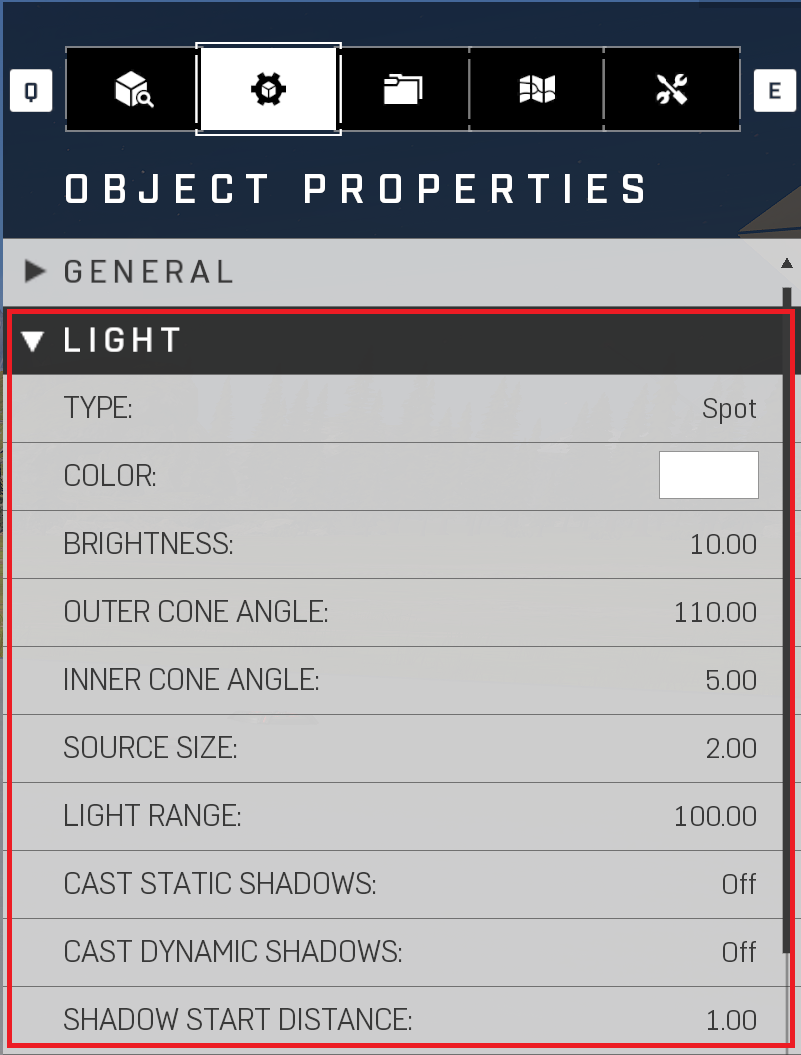 Q
E
OBJECT PROPERTIES
GENERAL
LIGHT
TYPE: Spot
COLOR:
BRIGHTNESS: 10.00
OUTER CONE ANGLE: 110.00
INNER CONE ANGLE: 5.00
SOURCE SIZE: 2.00
LIGHT RANGE: 100.00
CAST STATIC SHADOWS: Off
CAST DYNAMIC SHADOWS: Off
SHADOW START DISTANCE: 1.00